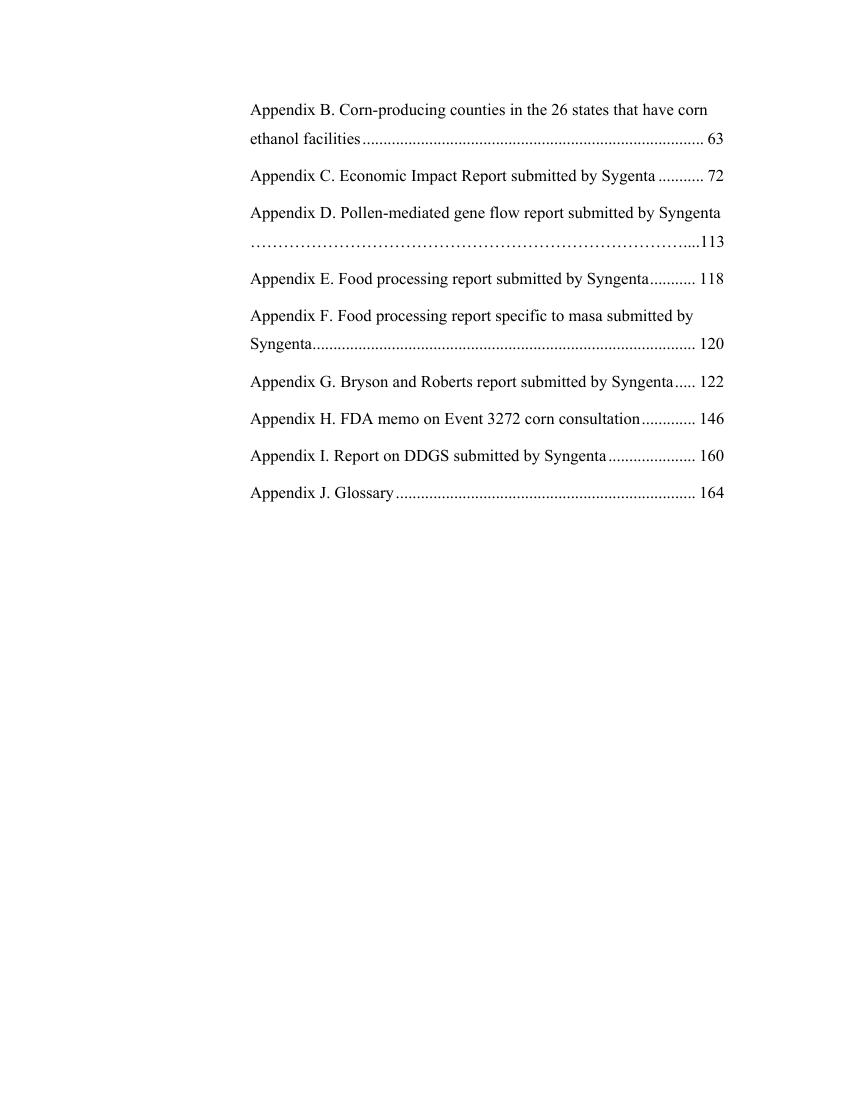 Appendix B. Corn-producing counties in the 26 states that have corn
ethanol facilities................................................................................... 63
Appendix C. Economic Impact Report submitted by Sygenta ........... 72
Appendix D. Pollen-mediated gene flow report submitted by Syngenta
……………………………………………………………………...113
Appendix E. Food processing report submitted by Syngenta........... 118
Appendix F. Food processing report specific to masa submitted by
Syngenta............................................................................................ 120
Appendix G. Bryson and Roberts report submitted by Syngenta..... 122
Appendix H. FDA memo on Event 3272 corn consultation............. 146
Appendix I. Report on DDGS submitted by Syngenta..................... 160
Appendix J. Glossary........................................................................ 164